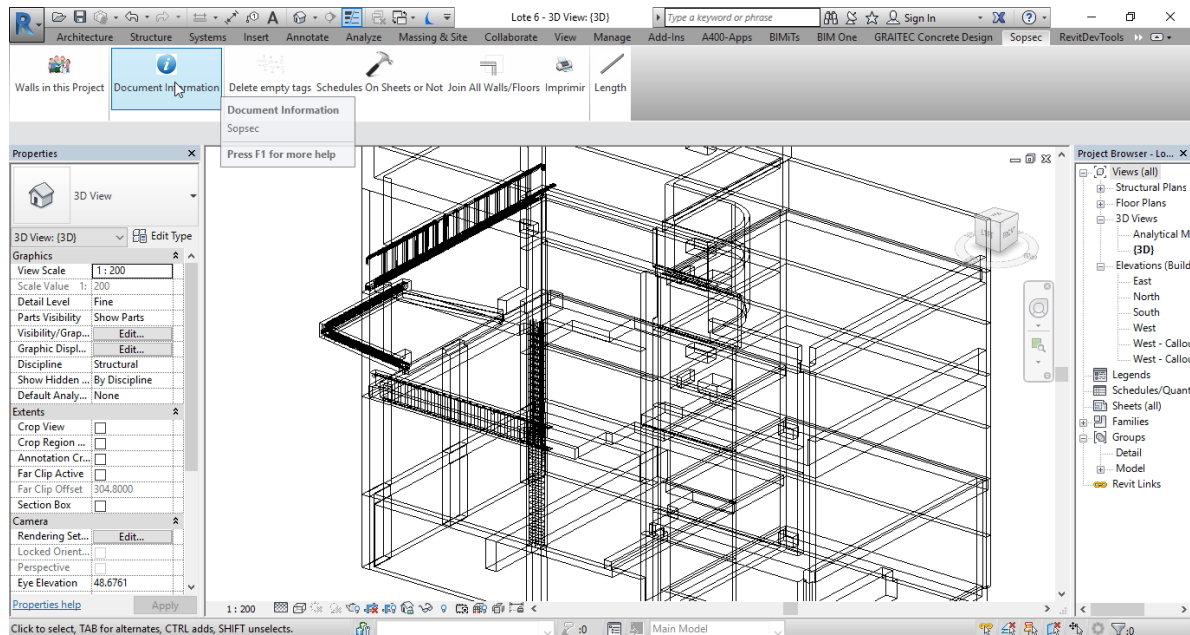 Lote 6 - 3D View: {3D}
Type a keyword or phrase
Sign In
Architecture Structure Systems Insert Annotate Analyze Massing & Site Collaborate View Manage Add-Ins A400-Apps BIMiTs BIM One GRAITEC Concrete Design Sopsec RevitDevTools
Walls in this Project Document Information Delete empty tags Schedules On Sheets or Not Join All Walls/Floors Imprimir Length
Document Information
Sopsec
Press F1 for more help
Properties
3D View
3D View: {3D}
Edit Type
Graphics
View Scale 1 : 200
Scale Value 1: 200
Detail Level Fine
Parts Visibility Show Parts
Visibility/Grap... Edit...
Graphic Displ... Edit...
Discipline Structural
Show Hidden ... By Discipline
Default Analy... None
Extents
Crop View
Crop Region ...
Annotation Cr...
Far Clip Active
Far Clip Offset 304.8000
Section Box
Camera
Rendering Set... Edit...
Locked Orient...
Perspective
Eye Elevation 48.6761
Properties help
Apply
Project Browser - Lo...
Views (all)
Structural Plans
Floor Plans
3D Views
Analytical M
{3D}
Elevations (Build
East
North
South
West
West - Callou
West - Callou
Legends
Schedules/Quant
Sheets (all)
Families
Groups
Detail
Model
Revit Links
1 : 200
Click to select, TAB for alternates, CTRL adds, SHIFT unselects.
:0
Main Model
:0